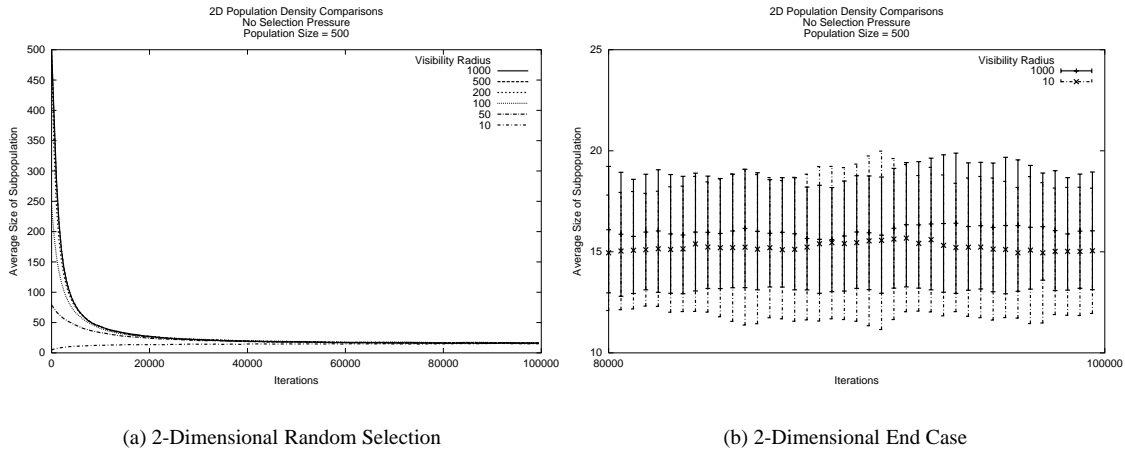 2D Population Density Comparisons
No Selection Pressure
Population Size = 500
Average Size of Subpopulation
500
450
400
350
300
250
200
150
100
50
0
Visibility Radius
1000
500
200
100
50
10
0
20000
40000
60000
80000
100000
Iterations
(a) 2-Dimensional Random Selection
2D Population Density Comparisons
No Selection Pressure
Population Size = 500
Average Size of Subpopulation
25
20
15
10
Visibility Radius
1000
10
80000
100000
Iterations
(b) 2-Dimensional End Case